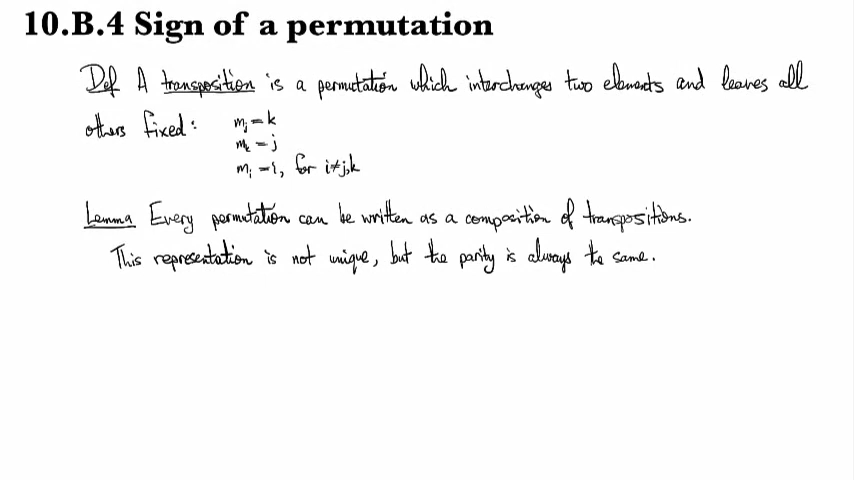 10.B.4 Sign of a permutation
Def A transposition is a permutation which interchanges two elements and leaves all
others fixed: m_j = k
m_k = j
m_i = i, for i≠j,k
Lemma Every permutation can be written as a composition of transpositions.
This representation is not unique, but the parity is always the same.